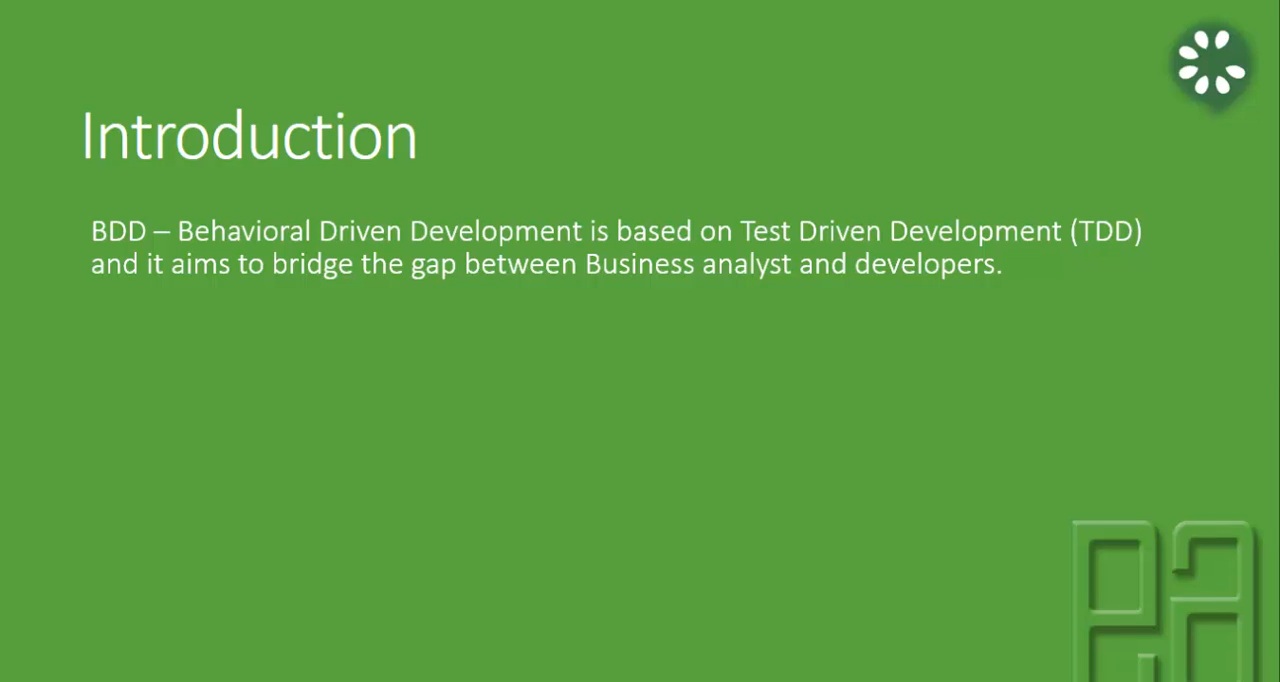 Introduction
BDD – Behavioral Driven Development is based on Test Driven Development (TDD)
and it aims to bridge the gap between Business analyst and developers.